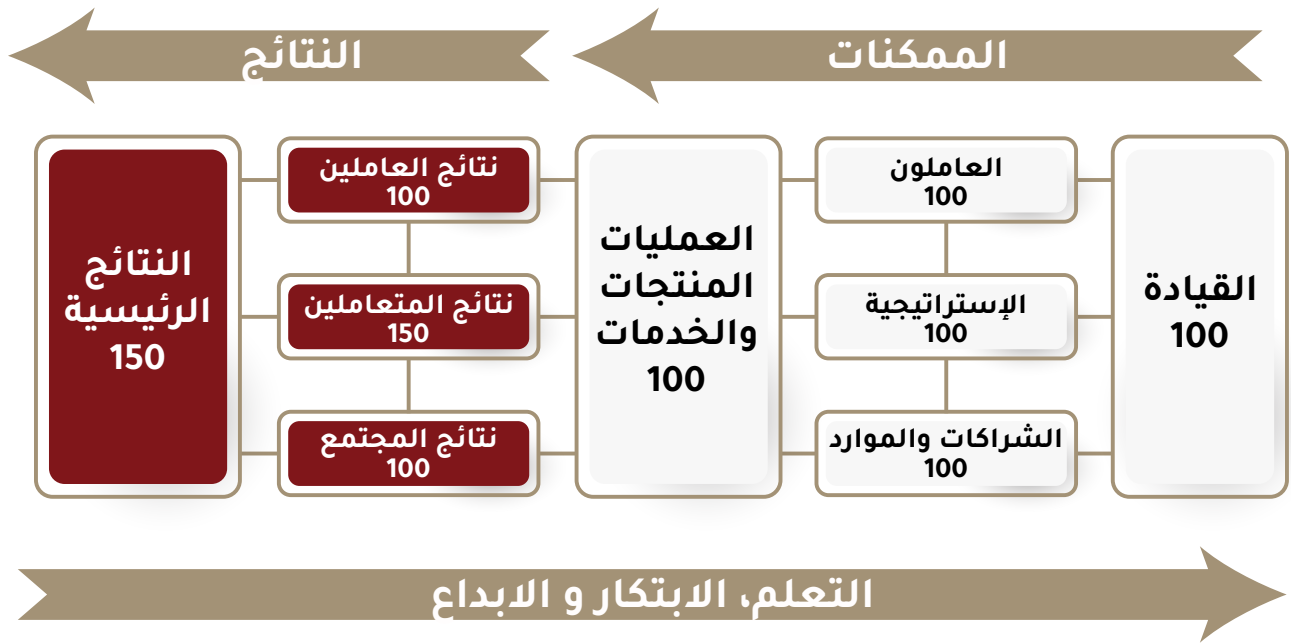 الممكنات
النتائج
القيادة
100
العاملون
100
الإستراتيجية
100
الشراكات والموارد
100
العمليات
المنتجات
والخدمات
100
نتائج العاملين
100
نتائج المتعاملين
150
نتائج المجتمع
100
النتائج
الرئيسية
150
التعلم، الابتكار و الابداع